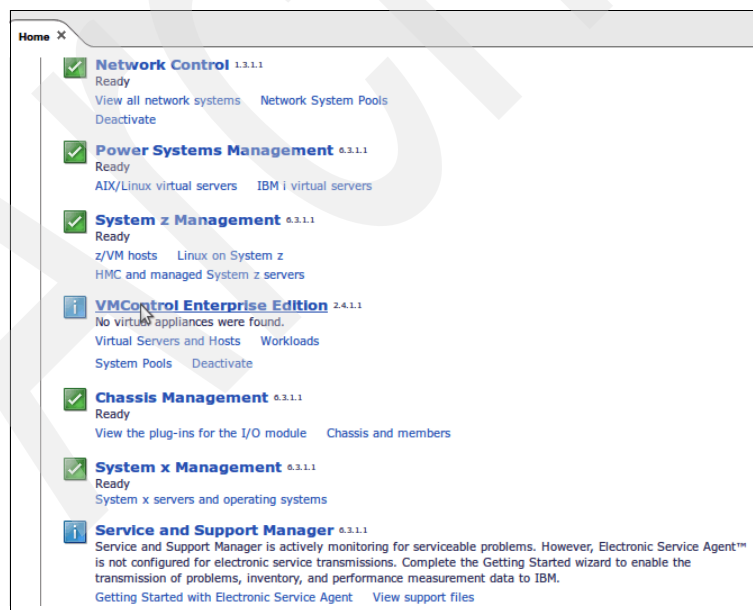 Home ×
Network Control 1.3.1.1
Ready
View all network systems Network System Pools
Deactivate
Power Systems Management 6.3.1.1
Ready
AIX/Linux virtual servers IBM i virtual servers
System z Management 6.3.1.1
Ready
z/VM hosts Linux on System z
HMC and managed System z servers
VMControl Enterprise Edition 2.4.1.1
No virtual appliances were found.
Virtual Servers and Hosts Workloads
System Pools Deactivate
Chassis Management 6.3.1.1
Ready
View the plug-ins for the I/O module Chassis and members
System x Management 6.3.1.1
Ready
System x servers and operating systems
Service and Support Manager 6.3.1.1
Service and Support Manager is actively monitoring for serviceable problems. However, Electronic Service Agent™
is not configured for electronic service transmissions. Complete the Getting Started wizard to enable the
transmission of problems, inventory, and performance measurement data to IBM.
Getting Started with Electronic Service Agent View support files